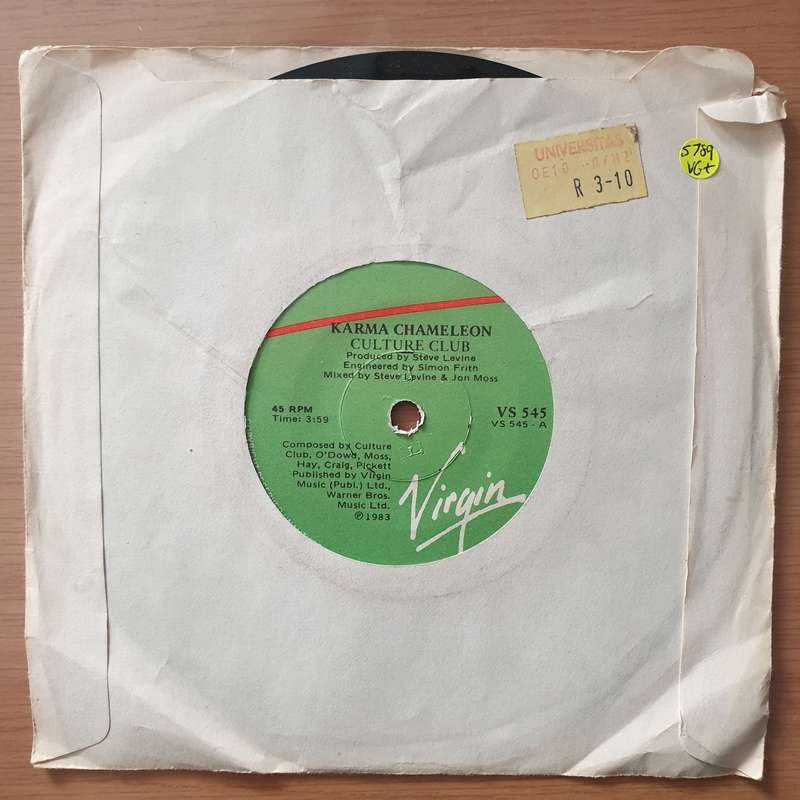 UNIVERSITAS
R 3-10
5789
VG+
KARMA CHAMELEON
CULTURE CLUB
Produced by Steve Levine
Engineered by Simon Frith
Mixed by Steve Levine & Jon Moss
45 RPM
Time: 3:59
VS 545
VS 545 - A
Composed by Culture
Club, O'Dowd, Moss,
Hay, Craig, Pickett
Published by Virgin
Music (Publ.) Ltd.,
Warner Bros.
Music Ltd.
℗ 1983
Virgin